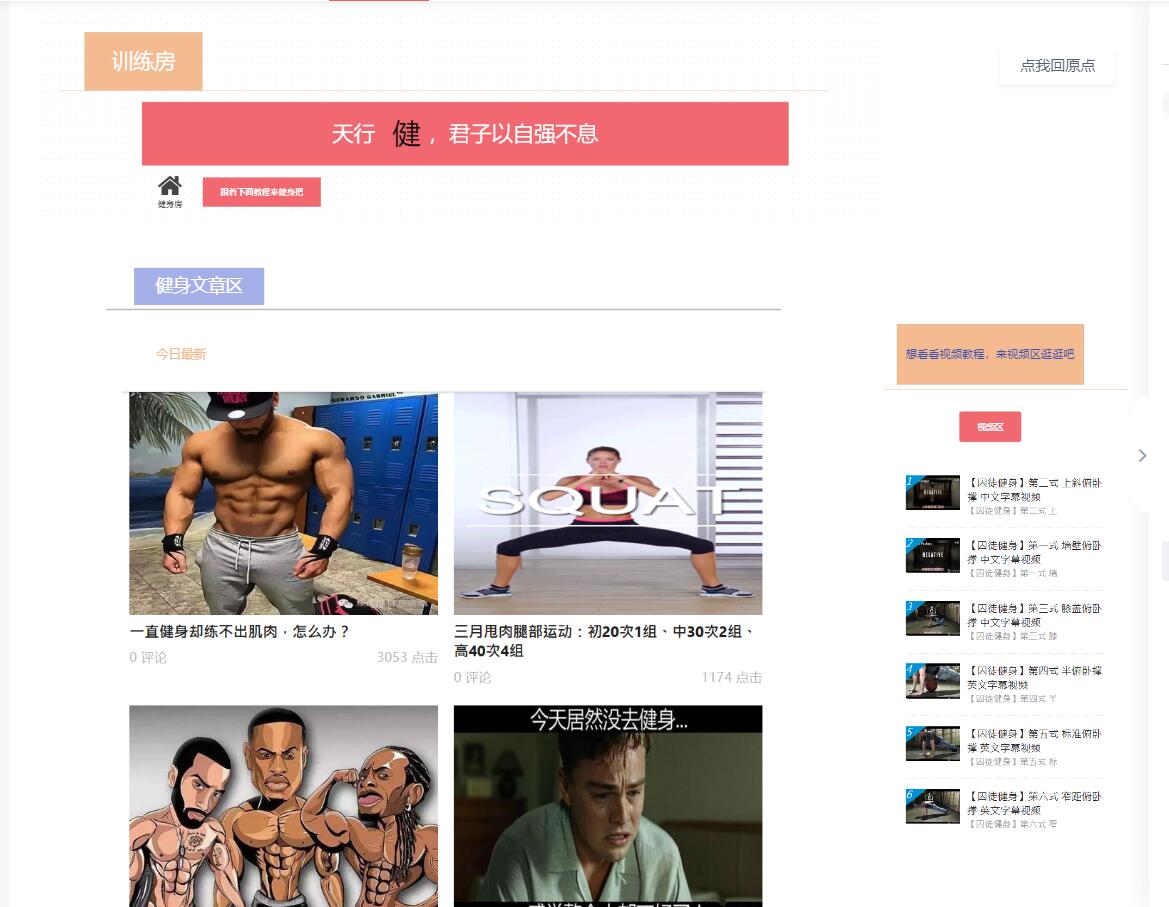 训练房
点我回原点
天行 健，君子以自强不息
健身房
跟着下面教程来健身把
健身文章区
今日最新
SQUAT
一直健身却练不出肌肉，怎么办？
0 评论
3053 点击
三月甩肉腿部运动：初20次1组、中30次2组、
高40次4组
0 评论
1174 点击
今天居然没去健身...
想看看视频教程，来视频区逛逛吧
视频区
1
NEGATIVE
【囚徒健身】第二式 上斜俯卧
撑 中文字幕视频
【囚徒健身】第二式 上
2
NEGATIVE
【囚徒健身】第一式 墙壁俯卧
撑 中文字幕视频
【囚徒健身】第一式 墙
3
【囚徒健身】第三式 膝盖俯卧
撑 中文字幕视频
【囚徒健身】第三式 膝
4
【囚徒健身】第四式 半俯卧撑
英文字幕视频
【囚徒健身】第四式 半
5
【囚徒健身】第五式 标准俯卧
撑 英文字幕视频
【囚徒健身】第五式 标
6
【囚徒健身】第六式 窄距俯卧
撑 英文字幕视频
【囚徒健身】第六式 窄